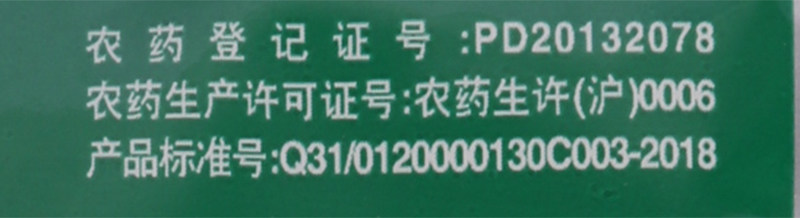 农药登记证号:PD20132078
农药生产许可证号:农药生许(沪)0006
产品标准号:Q31/0120000130C003-2018